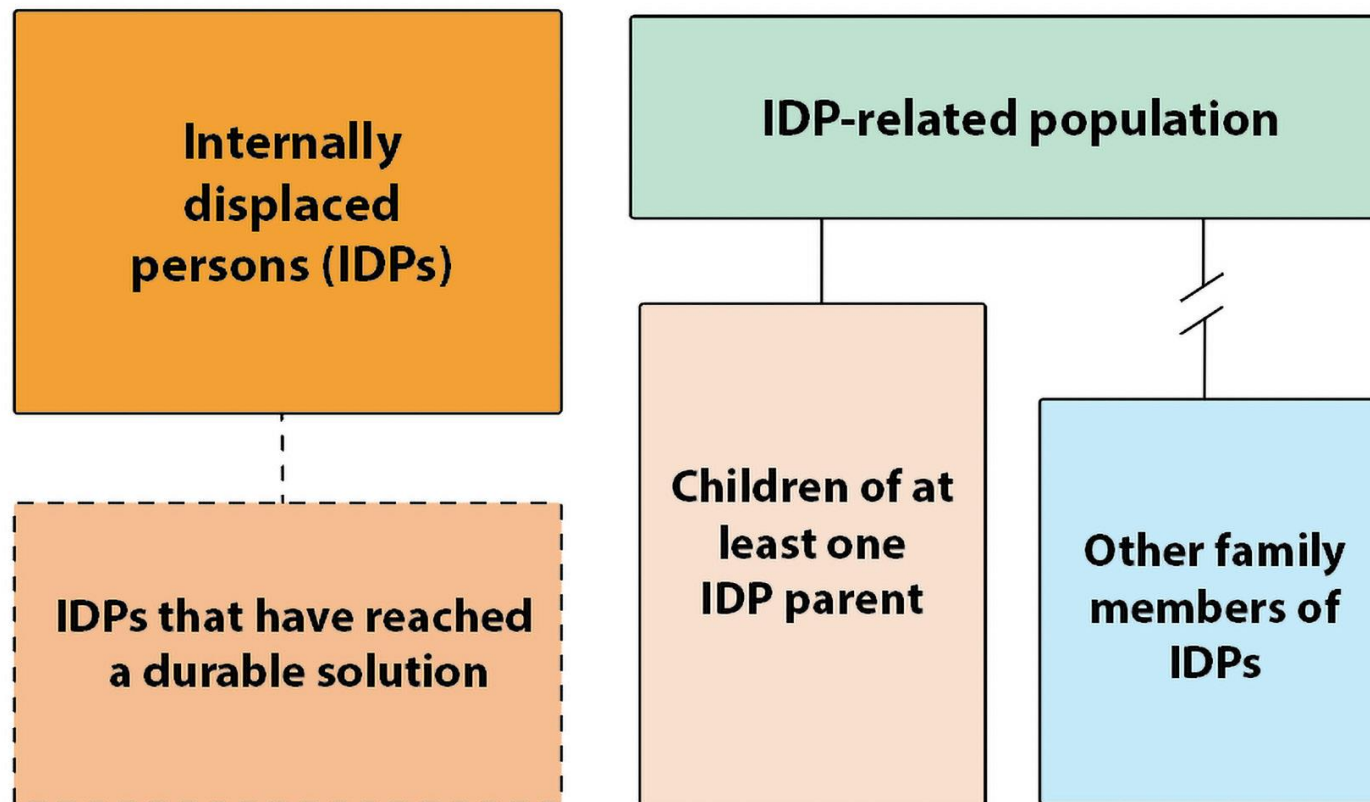 Internally
displaced
persons (IDPs)
IDP-related population
IDPs that have reached
a durable solution
Children of at
least one
IDP parent
Other family
members of
IDPs